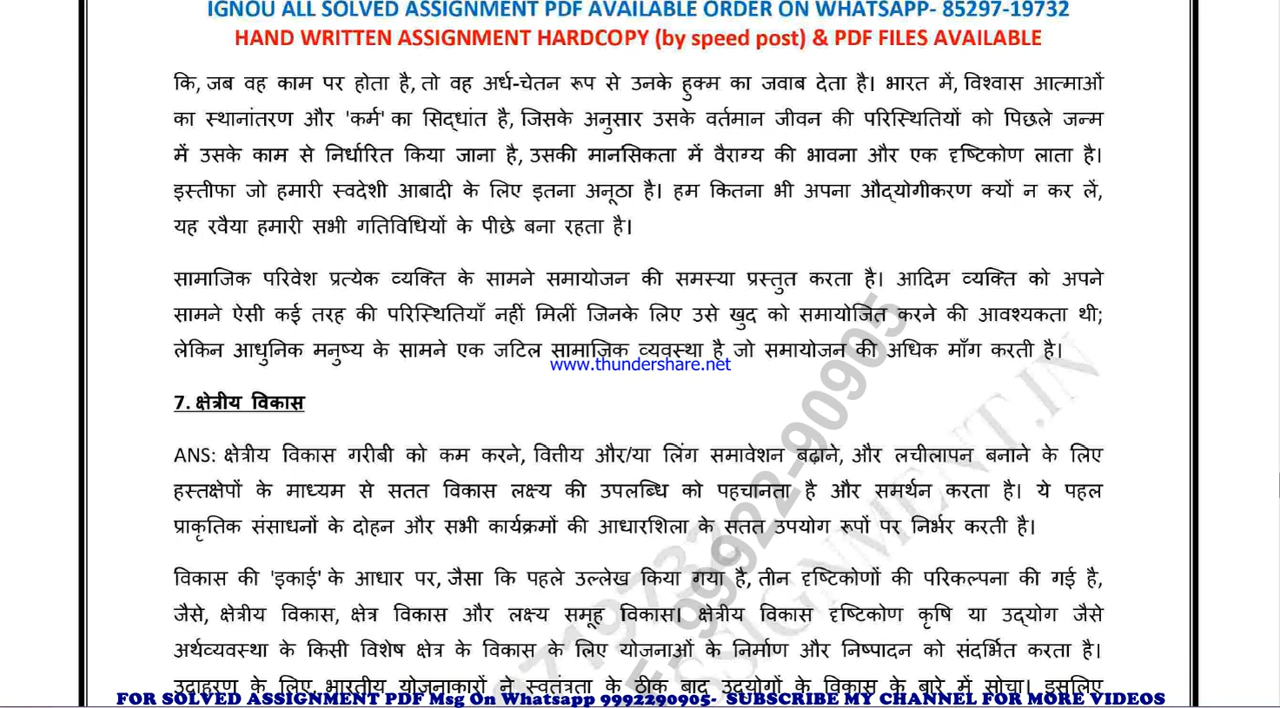 IGNOU ALL SOLVED ASSIGNMENT PDF AVAILABLE ORDER ON WHATSAPP- 85297-19732
HAND WRITTEN ASSIGNMENT HARDCOPY (by speed post) & PDF FILES AVAILABLE
कि, जब वह काम पर होता है, तो वह अर्ध-चेतन रूप से उनके हुक्म का जवाब देता है। भारत में, विश्वास आत्माओं
का स्थानांतरण और 'कर्म' का सिद्धांत है, जिसके अनुसार उसके वर्तमान जीवन की परिस्थितियों को पिछले जन्म
में उसके काम से निर्धारित किया जाना है, उसकी मानसिकता में वैराग्य की भावना और एक दृष्टिकोण लाता है।
इस्तीफा जो हमारी स्वदेशी आबादी के लिए इतना अनूठा है। हम कितना भी अपना औद्योगीकरण क्यों न कर लें,
यह रवैया हमारी सभी गतिविधियों के पीछे बना रहता है।
सामाजिक परिवेश प्रत्येक व्यक्ति के सामने समायोजन की समस्या प्रस्तुत करता है। आदिम व्यक्ति को अपने
सामने ऐसी कई तरह की परिस्थितियाँ नहीं मिलीं जिनके लिए उसे खुद को समायोजित करने की आवश्यकता थी;
लेकिन आधुनिक मनुष्य के सामने एक जटिल सामाजिक व्यवस्था है जो समायोजन की अधिक माँग करती है।
www.thundershare.net
7. क्षेत्रीय विकास
ANS: क्षेत्रीय विकास गरीबी को कम करने, वित्तीय और/या लिंग समावेशन बढ़ाने, और लचीलापन बनाने के लिए
हस्तक्षेपों के माध्यम से सतत विकास लक्ष्य की उपलब्धि को पहचानता है और समर्थन करता है। ये पहल
प्राकृतिक संसाधनों के दोहन और सभी कार्यक्रमों की आधारशिला के सतत उपयोग रूपों पर निर्भर करती है।
विकास की 'इकाई' के आधार पर, जैसा कि पहले उल्लेख किया गया है, तीन दृष्टिकोणों की परिकल्पना की गई है,
जैसे, क्षेत्रीय विकास, क्षेत्र विकास और लक्ष्य समूह विकास। क्षेत्रीय विकास दृष्टिकोण कृषि या उद्योग जैसे
अर्थव्यवस्था के किसी विशेष क्षेत्र के विकास के लिए योजनाओं के निर्माण और निष्पादन को संदर्भित करता है।
उदाहरण के लिए, भारतीय योजनाकारों ने स्वतंत्रता के ठीक बाद उद्योगों के विकास के बारे में सोचा। इसलिए
FOR SOLVED ASSIGNMENT PDF Msg On Whatsapp 9992290905- SUBSCRIBE MY CHANNEL FOR MORE VIDEOS